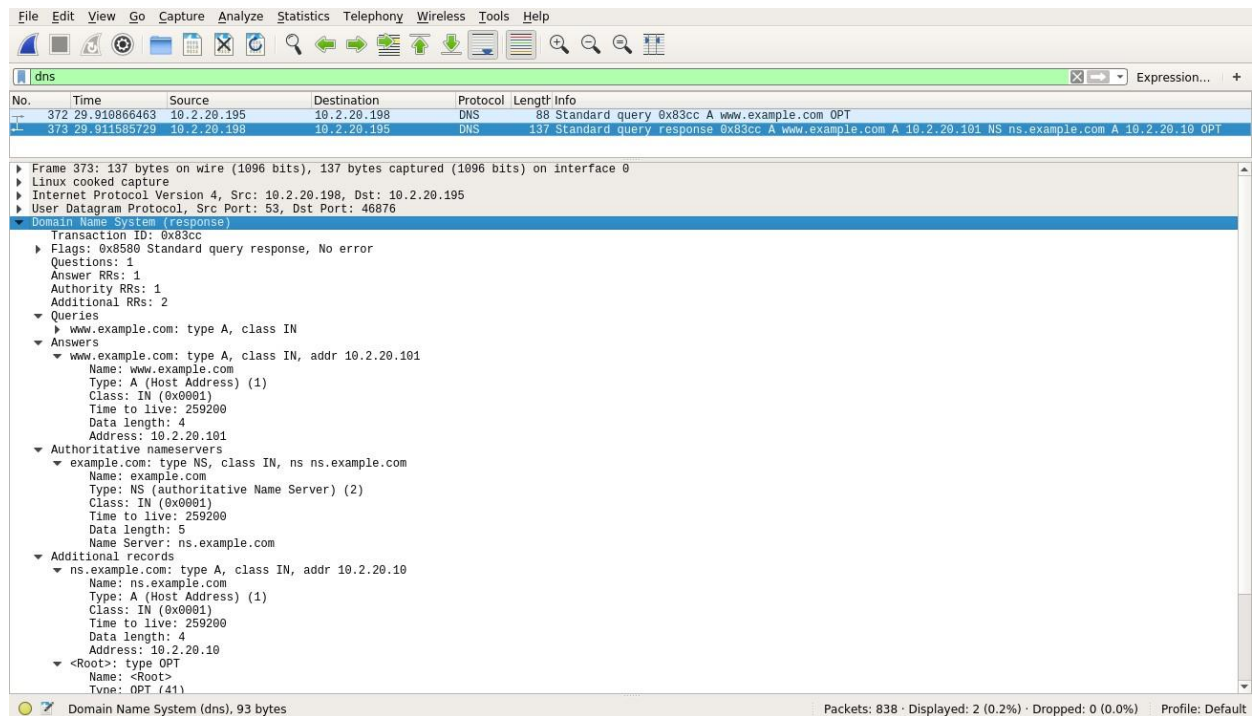 File Edit View Go Capture Analyze Statistics Telephony Wireless Tools Help
dns Expression... +
No. Time Source Destination Protocol Length Info
372 29.910866463 10.2.20.195 10.2.20.198 DNS 88 Standard query 0x83cc A www.example.com OPT
373 29.911585729 10.2.20.198 10.2.20.195 DNS 137 Standard query response 0x83cc A www.example.com A 10.2.20.101 NS ns.example.com A 10.2.20.10 OPT
Frame 373: 137 bytes on wire (1096 bits), 137 bytes captured (1096 bits) on interface 0
Linux cooked capture
Internet Protocol Version 4, Src: 10.2.20.198, Dst: 10.2.20.195
User Datagram Protocol, Src Port: 53, Dst Port: 46876
Domain Name System (response)
Transaction ID: 0x83cc
Flags: 0x8580 Standard query response, No error
Questions: 1
Answer RRs: 1
Authority RRs: 1
Additional RRs: 2
Queries
www.example.com: type A, class IN
Answers
www.example.com: type A, class IN, addr 10.2.20.101
Name: www.example.com
Type: A (Host Address) (1)
Class: IN (0x0001)
Time to live: 259200
Data length: 4
Address: 10.2.20.101
Authoritative nameservers
example.com: type NS, class IN, ns ns.example.com
Name: example.com
Type: NS (authoritative Name Server) (2)
Class: IN (0x0001)
Time to live: 259200
Data length: 5
Name Server: ns.example.com
Additional records
ns.example.com: type A, class IN, addr 10.2.20.10
Name: ns.example.com
Type: A (Host Address) (1)
Class: IN (0x0001)
Time to live: 259200
Data length: 4
Address: 10.2.20.10
<Root>: type OPT
Name: <Root>
Type: OPT (41)
Domain Name System (dns), 93 bytes Packets: 838 · Displayed: 2 (0.2%) · Dropped: 0 (0.0%) Profile: Default